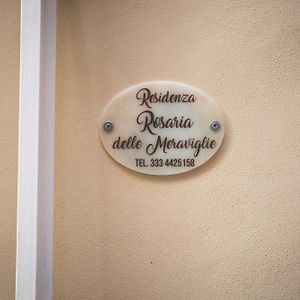 Residenza
Rosaria
delle Meraviglie
TEL. 333 4425158